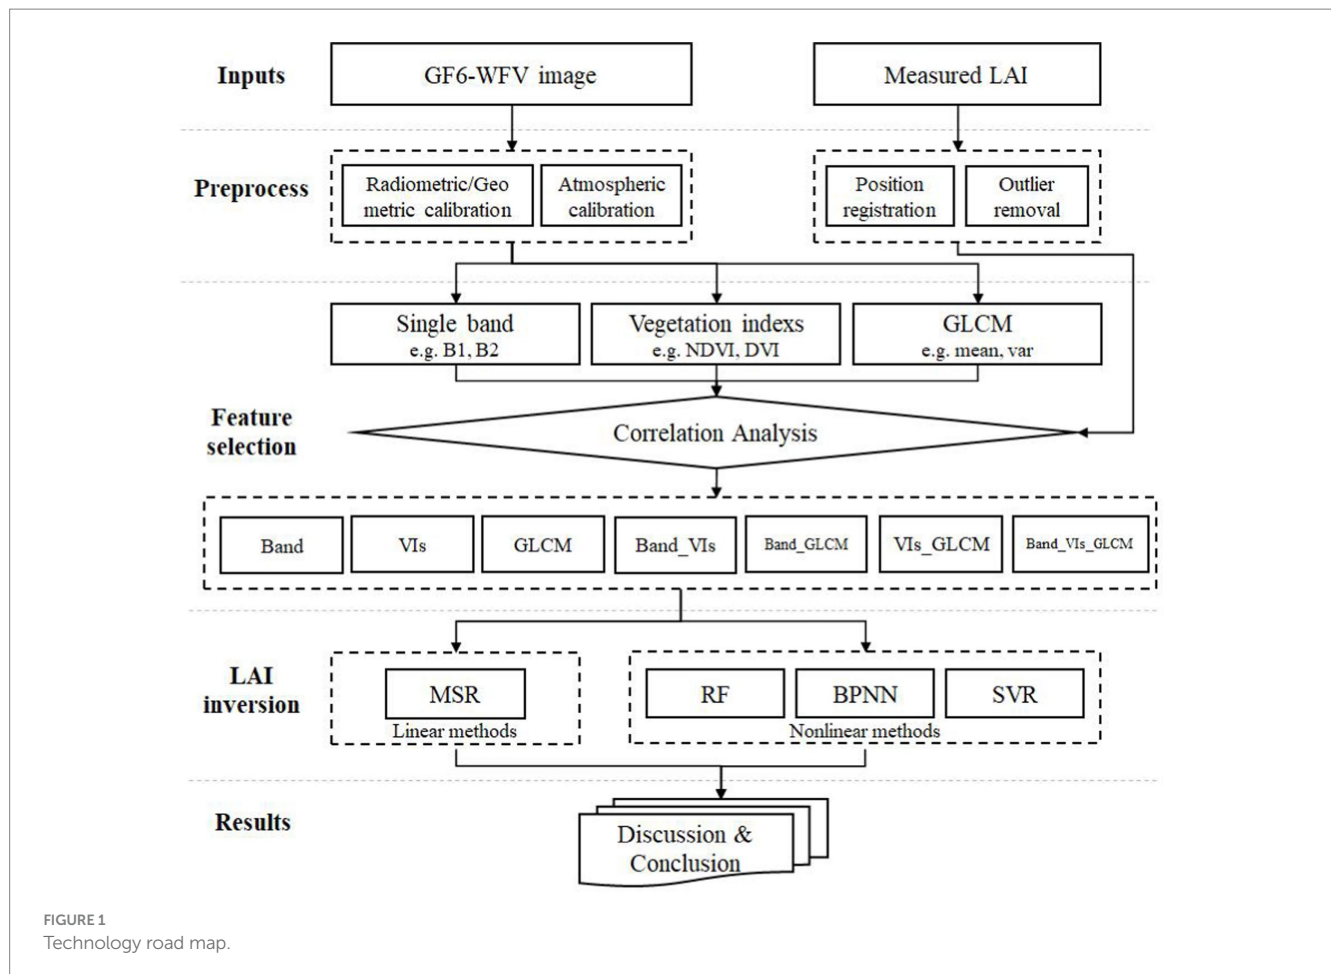 Inputs
GF6-WFV image
Measured LAI
Preprocess
Radiometric/Geo
metric calibration
Atmospheric
calibration
Position
registration
Outlier
removal
Single band
e.g. B1, B2
Vegetation indexs
e.g. NDVI, DVI
GLCM
e.g. mean, var
Feature
selection
Correlation Analysis
Band
VIs
GLCM
Band_VIs
Band_GLCM
VIs_GLCM
Band_VIs_GLCM
LAI
inversion
MSR
Linear methods
RF
BPNN
SVR
Nonlinear methods
Results
Discussion &
Conclusion
FIGURE 1
Technology road map.